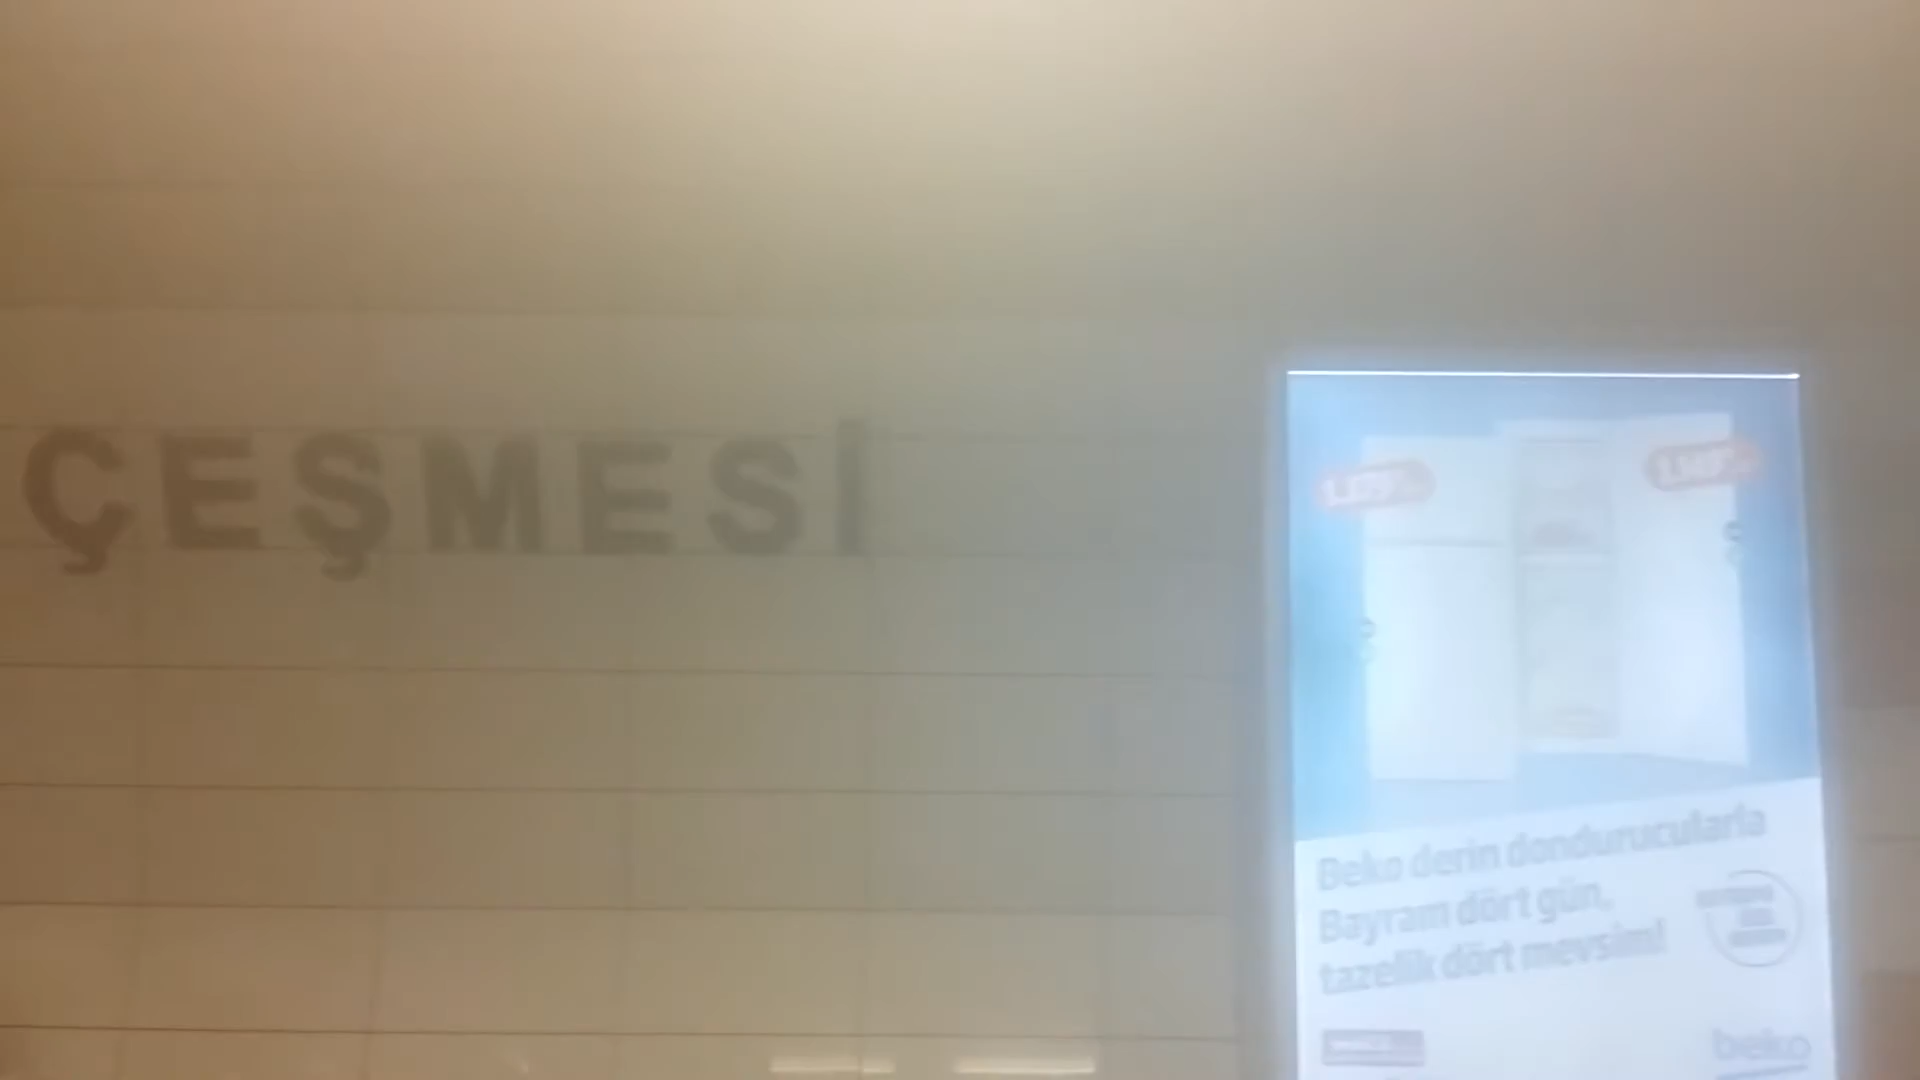 ÇEŞMESİ
Beko derin dondurucularla
Bayram dört gün,
tazelik dört mevsim!
beko